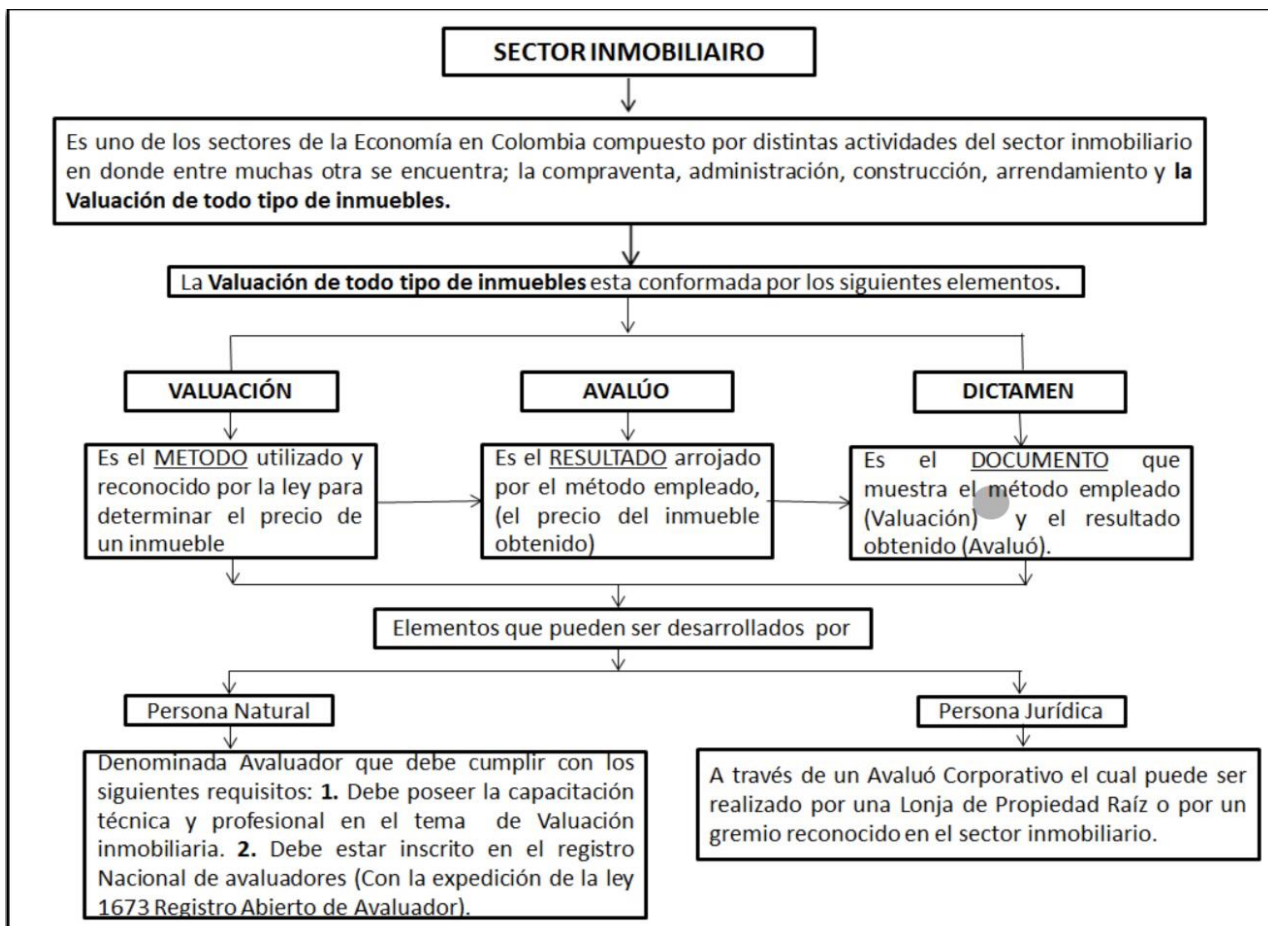 SECTOR INMOBILIAIRO
Es uno de los sectores de la Economía en Colombia compuesto por distintas actividades del sector inmobiliario
en donde entre muchas otra se encuentra; la compraventa, administración, construcción, arrendamiento y la
Valuación de todo tipo de inmuebles.
La Valuación de todo tipo de inmuebles esta conformada por los siguientes elementos.
VALUACIÓN
Es el METODO utilizado y
reconocido por la ley para
determinar el precio de
un inmueble
AVALÚO
Es el RESULTADO arrojado
por el método empleado,
(el precio del inmueble
obtenido)
DICTAMEN
Es el DOCUMENTO que
muestra el método empleado
(Valuación) y el resultado
obtenido (Avaluó).
Elementos que pueden ser desarrollados por
Persona Natural
Denominada Avaluador que debe cumplir con los
siguientes requisitos: 1. Debe poseer la capacitación
técnica y profesional en el tema de Valuación
inmobiliaria. 2. Debe estar inscrito en el registro
Nacional de avaluadores (Con la expedición de la ley
1673 Registro Abierto de Avaluador).
Persona Jurídica
A través de un Avaluó Corporativo el cual puede ser
realizado por una Lonja de Propiedad Raíz o por un
gremio reconocido en el sector inmobiliario.